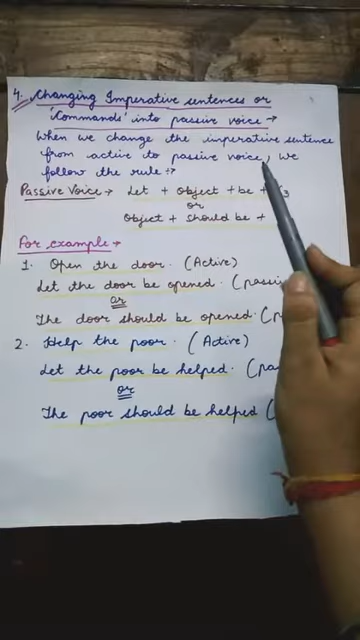 4. Changing Imperative sentences or
'Commands' into passive voice →
When we change the imperative sentence
from active to passive voice, we
follow the rule :→
Passive Voice → Let + Object + be +
or
Object + should be +
For example →
1. Open the door. (Active)
Let the door be opened.
or
The door should be opened.
2. Help the poor. (Active)
Let the poor be helped.
or
The poor should be helped